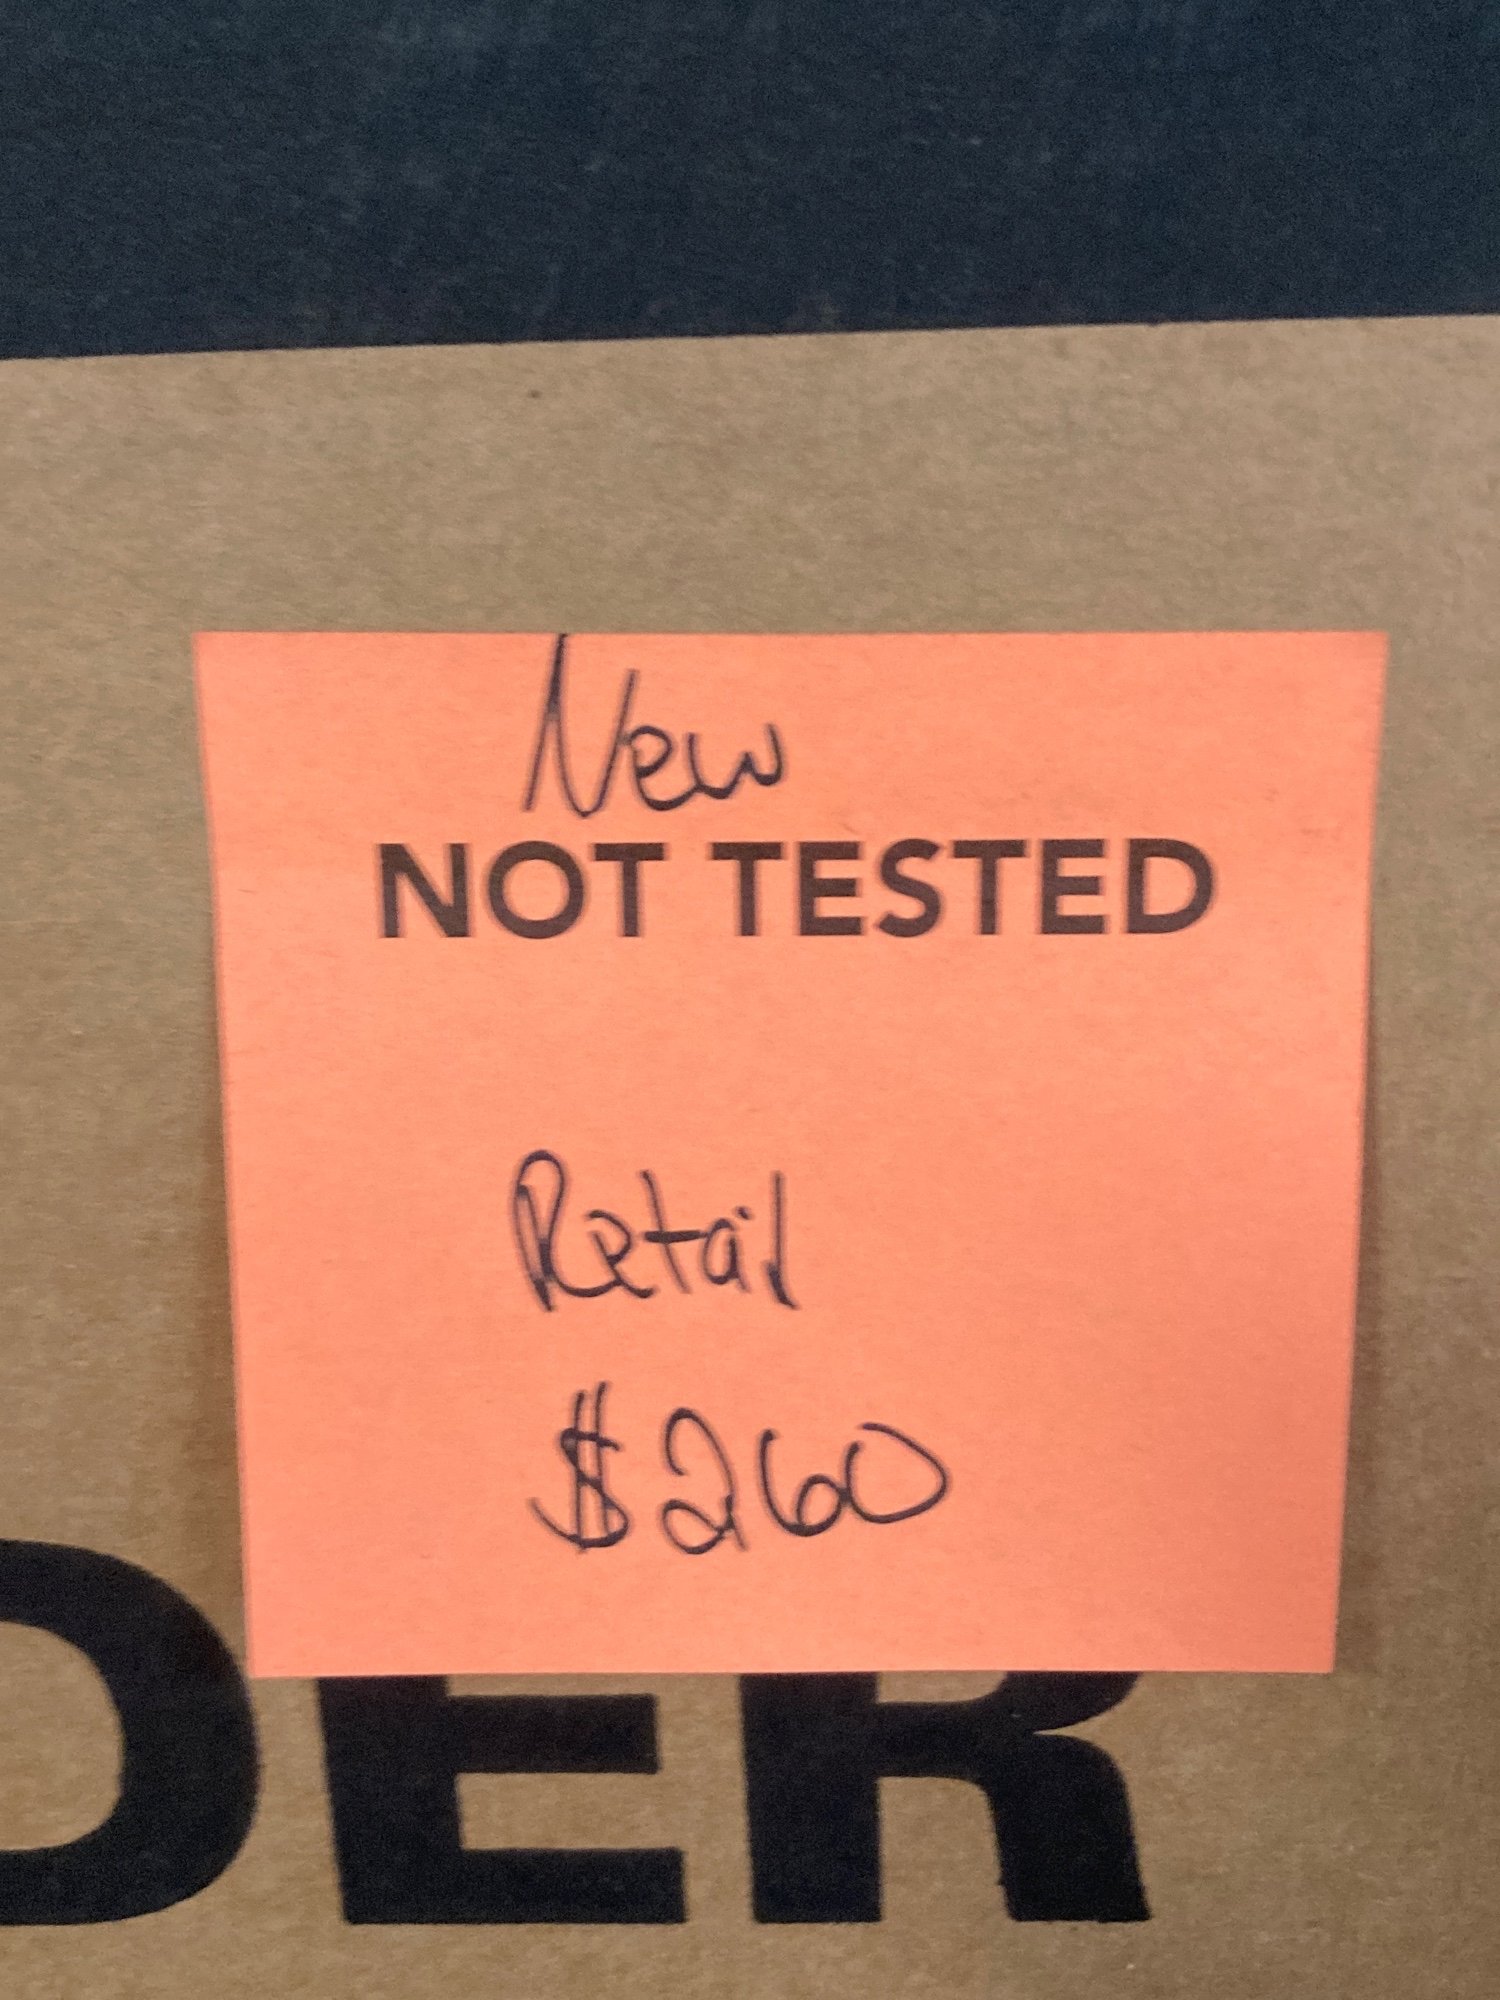 New
NOT TESTED
Retail
$260
DER